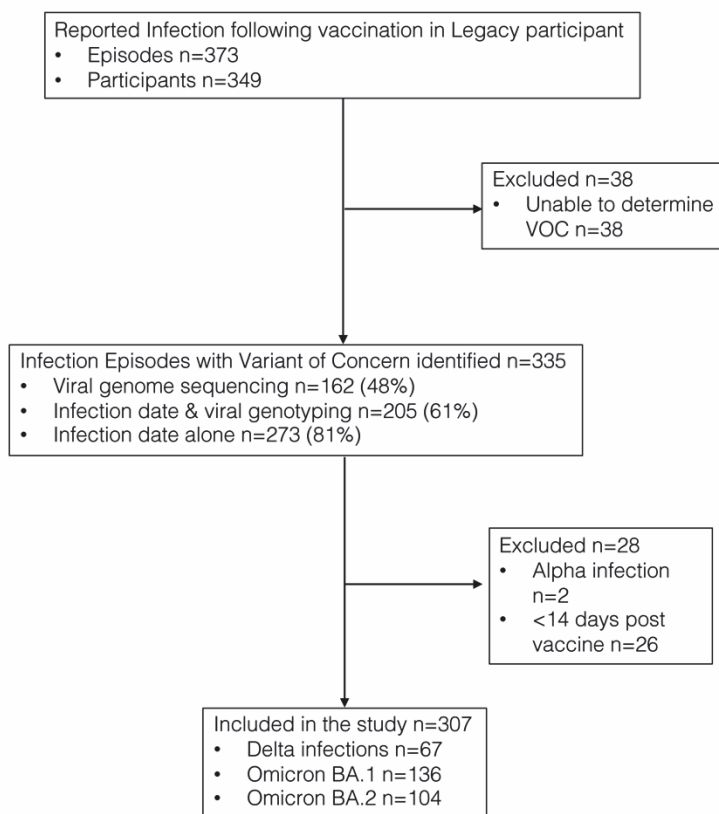 Reported Infection following vaccination in Legacy participant
• Episodes n=373
• Participants n=349
Excluded n=38
• Unable to determine
VOC n=38
Infection Episodes with Variant of Concern identified n=335
• Viral genome sequencing n=162 (48%)
• Infection date & viral genotyping n=205 (61%)
• Infection date alone n=273 (81%)
Excluded n=28
• Alpha infection
n=2
• <14 days post
vaccine n=26
Included in the study n=307
• Delta infections n=67
• Omicron BA.1 n=136
• Omicron BA.2 n=104